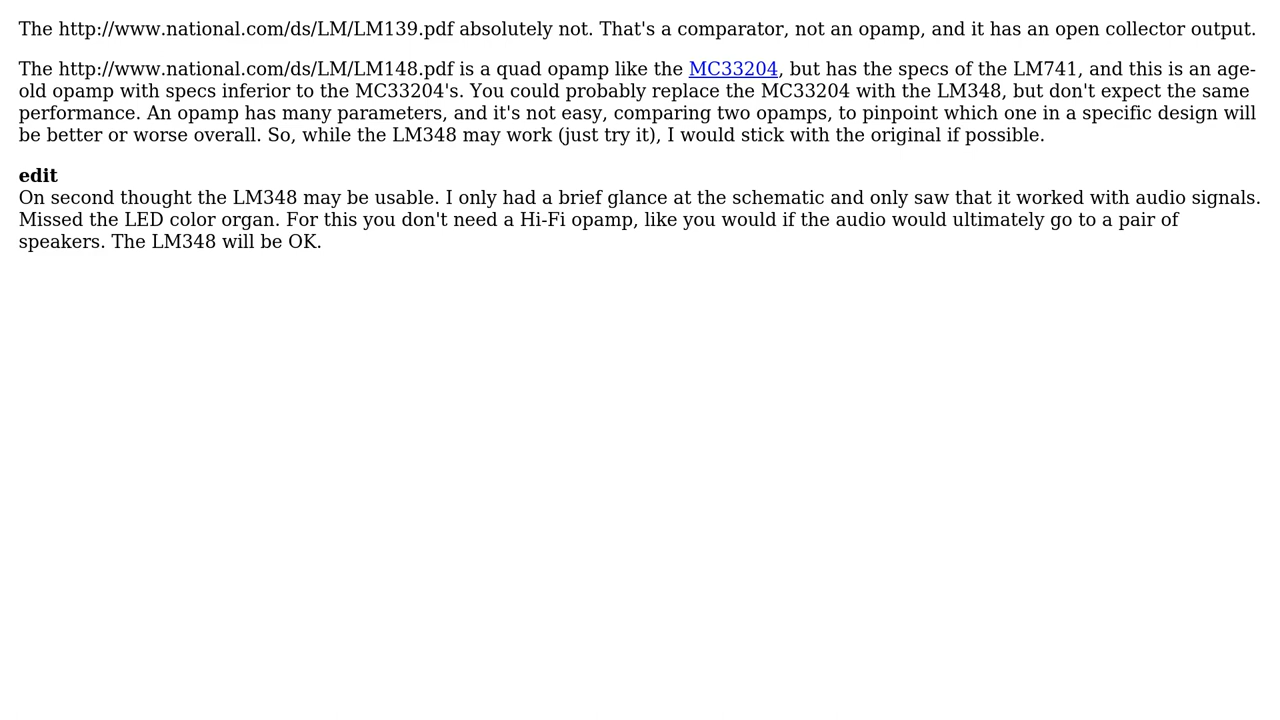 The http://www.national.com/ds/LM/LM139.pdf absolutely not. That's a comparator, not an opamp, and it has an open collector output.
The http://www.national.com/ds/LM/LM148.pdf is a quad opamp like the MC33204, but has the specs of the LM741, and this is an age-
old opamp with specs inferior to the MC33204's. You could probably replace the MC33204 with the LM348, but don't expect the same
performance. An opamp has many parameters, and it's not easy, comparing two opamps, to pinpoint which one in a specific design will
be better or worse overall. So, while the LM348 may work (just try it), I would stick with the original if possible.
edit
On second thought the LM348 may be usable. I only had a brief glance at the schematic and only saw that it worked with audio signals.
Missed the LED color organ. For this you don't need a Hi-Fi opamp, like you would if the audio would ultimately go to a pair of
speakers. The LM348 will be OK.